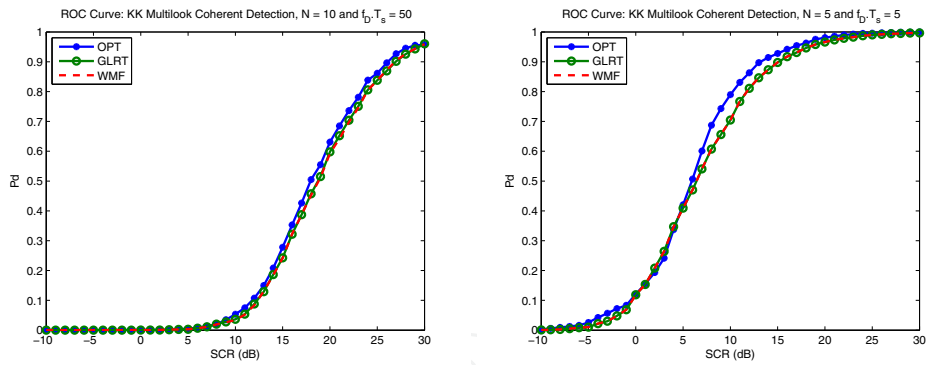 ROC Curve: KK Multilook Coherent Detection, N = 10 and f_D.T_s = 50
1
0.9
0.8
0.7
0.6
0.5
0.4
0.3
0.2
0.1
0
Pd
OPT
GLRT
WMF
−10 −5 0 5 10 15 20 25 30
SCR (dB)
ROC Curve: KK Multilook Coherent Detection, N = 5 and f_D.T_s = 5
1
0.9
0.8
0.7
0.6
0.5
0.4
0.3
0.2
0.1
0
Pd
OPT
GLRT
WMF
−10 −5 0 5 10 15 20 25 30
SCR (dB)